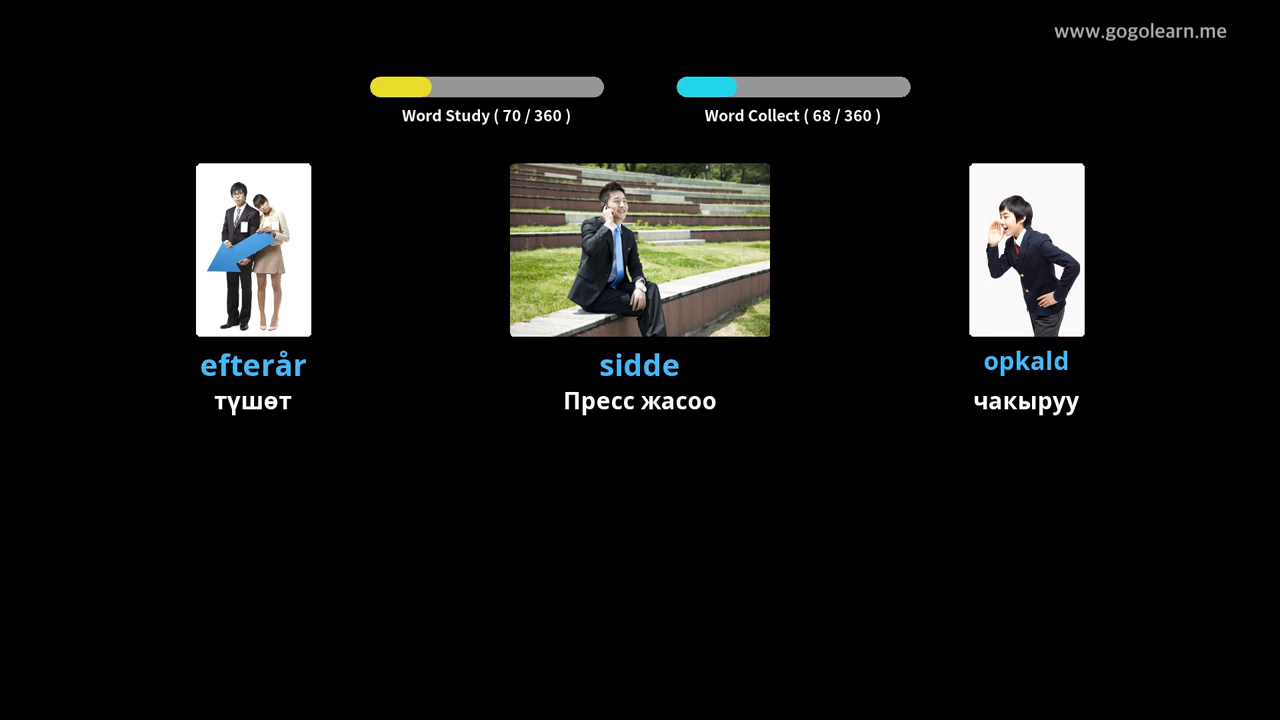 www.gogolearn.me
Word Study ( 70 / 360 )
Word Collect ( 68 / 360 )
efterår
түшөт
sidde
Пресс жасоо
opkald
чакыруу